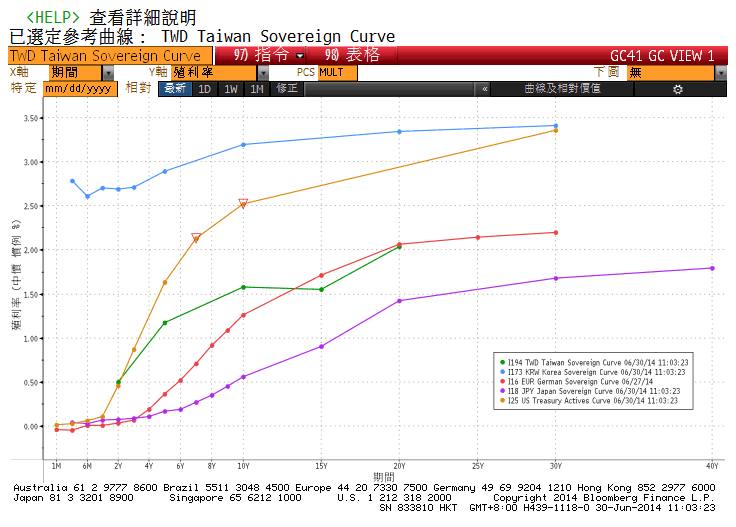 <HELP> 查看詳細說明
已選定參考曲線： TWD Taiwan Sovereign Curve
TWD Taiwan Sovereign Curve 97) 指令 98) 表格 GC41 GC VIEW 1
X軸 期間 Y軸 殖利率 PCS MULT 下圖 無
特定 mm/dd/yyyy 相對 最新 1D 1W 1M 修正 « 曲線及相對價值
殖利率 (中價 慣例 %)
3.50
3.00
2.50
2.00
1.50
1.00
0.50
0.00
I194 TWD Taiwan Sovereign Curve 06/30/14 11:03:23
I173 KRW Korea Sovereign Curve 06/30/14 11:03:23
I16 EUR German Sovereign Curve 06/27/14
I18 JPY Japan Sovereign Curve 06/30/14 11:03:23
I25 US Treasury Actives Curve 06/30/14 11:03:23
1M 6M 2Y 4Y 6Y 8Y 10Y 15Y 20Y 30Y 40Y
期間
Australia 61 2 9777 8600 Brazil 5511 3048 4500 Europe 44 20 7330 7500 Germany 49 69 9204 1210 Hong Kong 852 2977 6000
Japan 81 3 3201 8900 Singapore 65 6212 1000 U.S. 1 212 318 2000 Copyright 2014 Bloomberg Finance L.P.
SN 833810 HKT GMT+8:00 H439-1118-0 30-Jun-2014 11:03:23